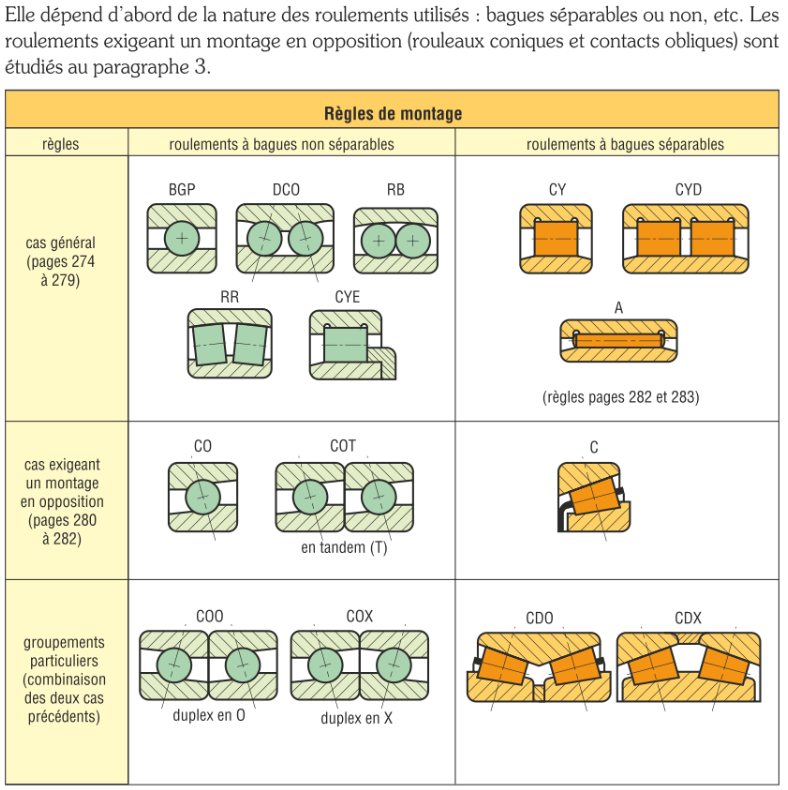 Elle dépend d'abord de la nature des roulements utilisés : bagues séparables ou non, etc. Les
roulements exigeant un montage en opposition (rouleaux coniques et contacts obliques) sont
étudiés au paragraphe 3.
Règles de montage
règles
roulements à bagues non séparables
roulements à bagues séparables
cas général
(pages 274
à 279)
BGP
DCO
RB
RR
CYE
CY
CYD
A
(règles pages 282 et 283)
cas exigeant
un montage
en opposition
(pages 280
à 282)
CO
COT
en tandem (T)
C
groupements
particuliers
(combinaison
des deux cas
précédents)
COO
COX
duplex en O
duplex en X
CDO
CDX